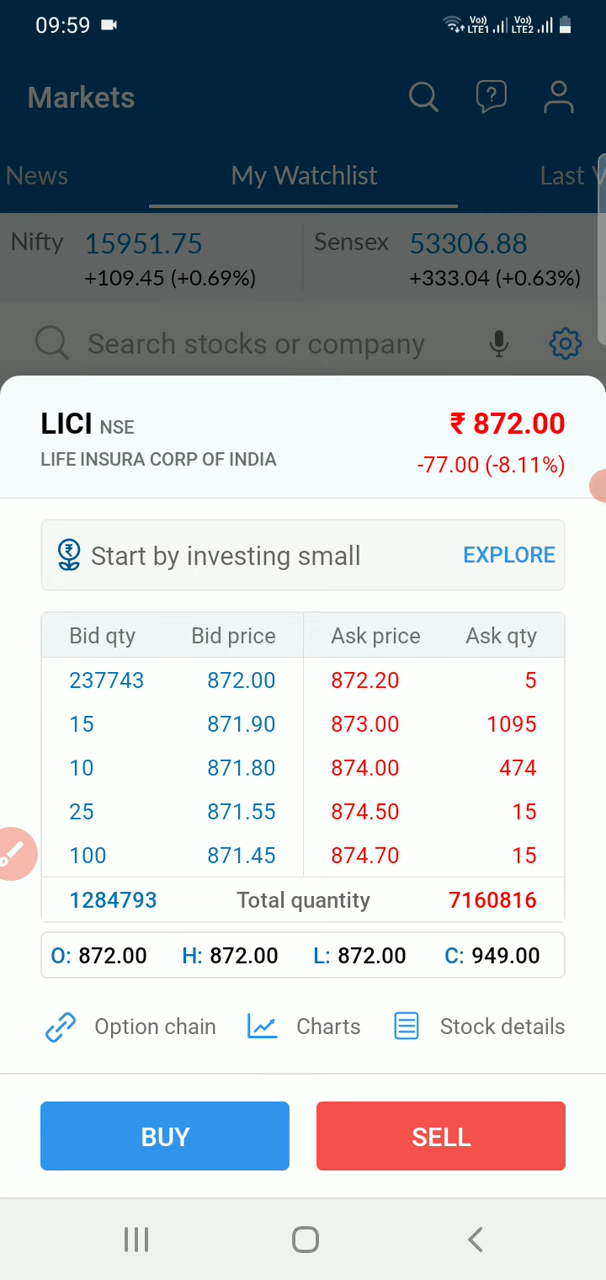 09:59 Vo)) LTE1 Vo)) LTE2
Markets
News My Watchlist Last
Nifty 15951.75 Sensex 53306.88
+109.45 (+0.69%) +333.04 (+0.63%)
Search stocks or company
LICI NSE ₹ 872.00
LIFE INSURA CORP OF INDIA -77.00 (-8.11%)
Start by investing small EXPLORE
Bid qty Bid price Ask price Ask qty
237743 872.00 872.20 5
15 871.90 873.00 1095
10 871.80 874.00 474
25 871.55 874.50 15
100 871.45 874.70 15
1284793 Total quantity 7160816
O: 872.00 H: 872.00 L: 872.00 C: 949.00
Option chain Charts Stock details
BUY SELL